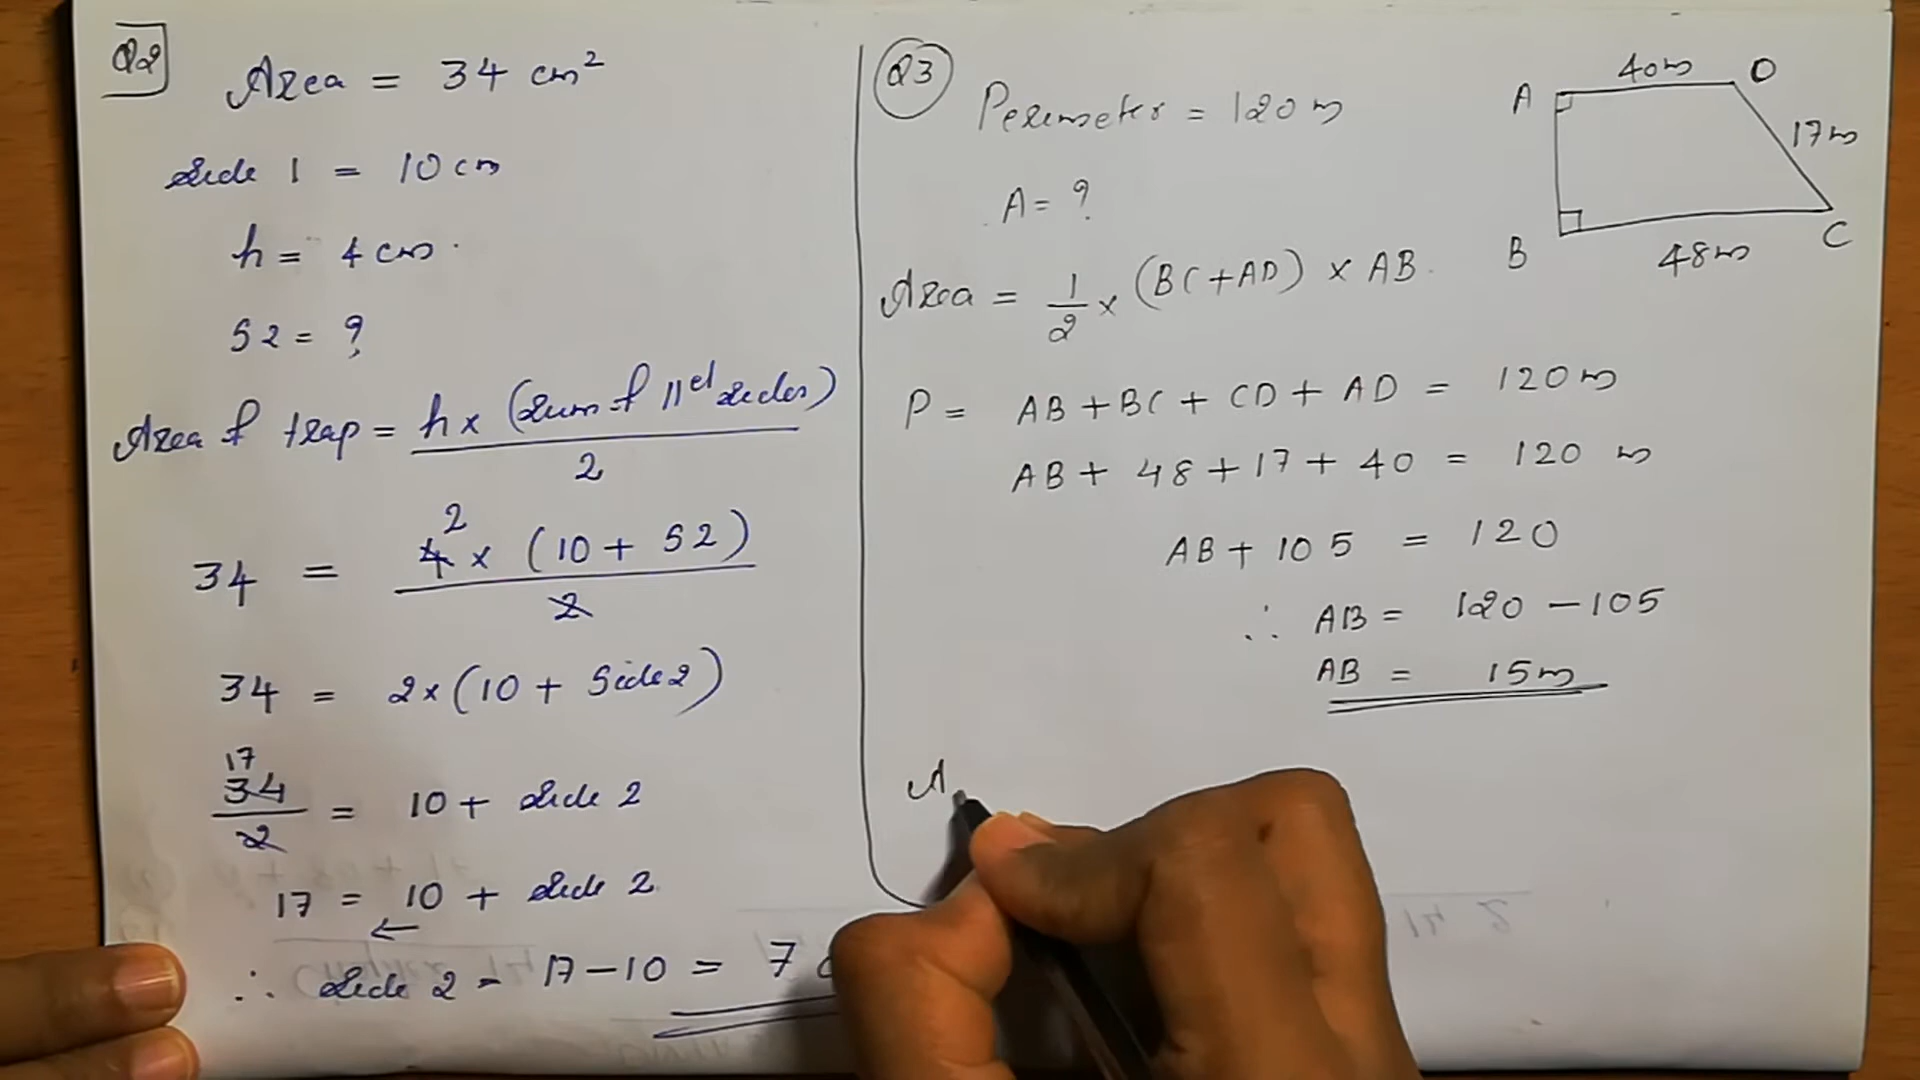 Q2
Area = 34 cm²
Side 1 = 10 cm
h = 4 cm.
S2 = ?
Area of trap = h × (sum of ||el sides)
2
2
34 = 4 × (10 + S2)
2
34 = 2 × (10 + Side 2)
17
34 = 10 + Side 2
2
17 = 10 + Side 2
←
∴ Side 2 = 17 - 10 = 7
Q3
Perimeter = 120 m
A = ?
Area = 1/2 × (BC + AD) × AB.
P = AB + BC + CD + AD = 120 m
AB + 48 + 17 + 40 = 120 m
AB + 105 = 120
∴ AB = 120 - 105
AB = 15 m
A
40 m
A D
17 m
B C
48 m